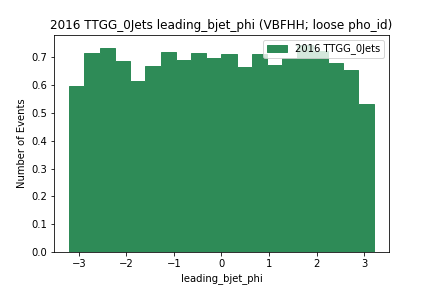 2016 TTGG_0Jets leading_bjet_phi (VBFHH; loose pho_id)
2016 TTGG_0Jets
Number of Events
0.7
0.6
0.5
0.4
0.3
0.2
0.1
0.0
−3 −2 −1 0 1 2 3
leading_bjet_phi